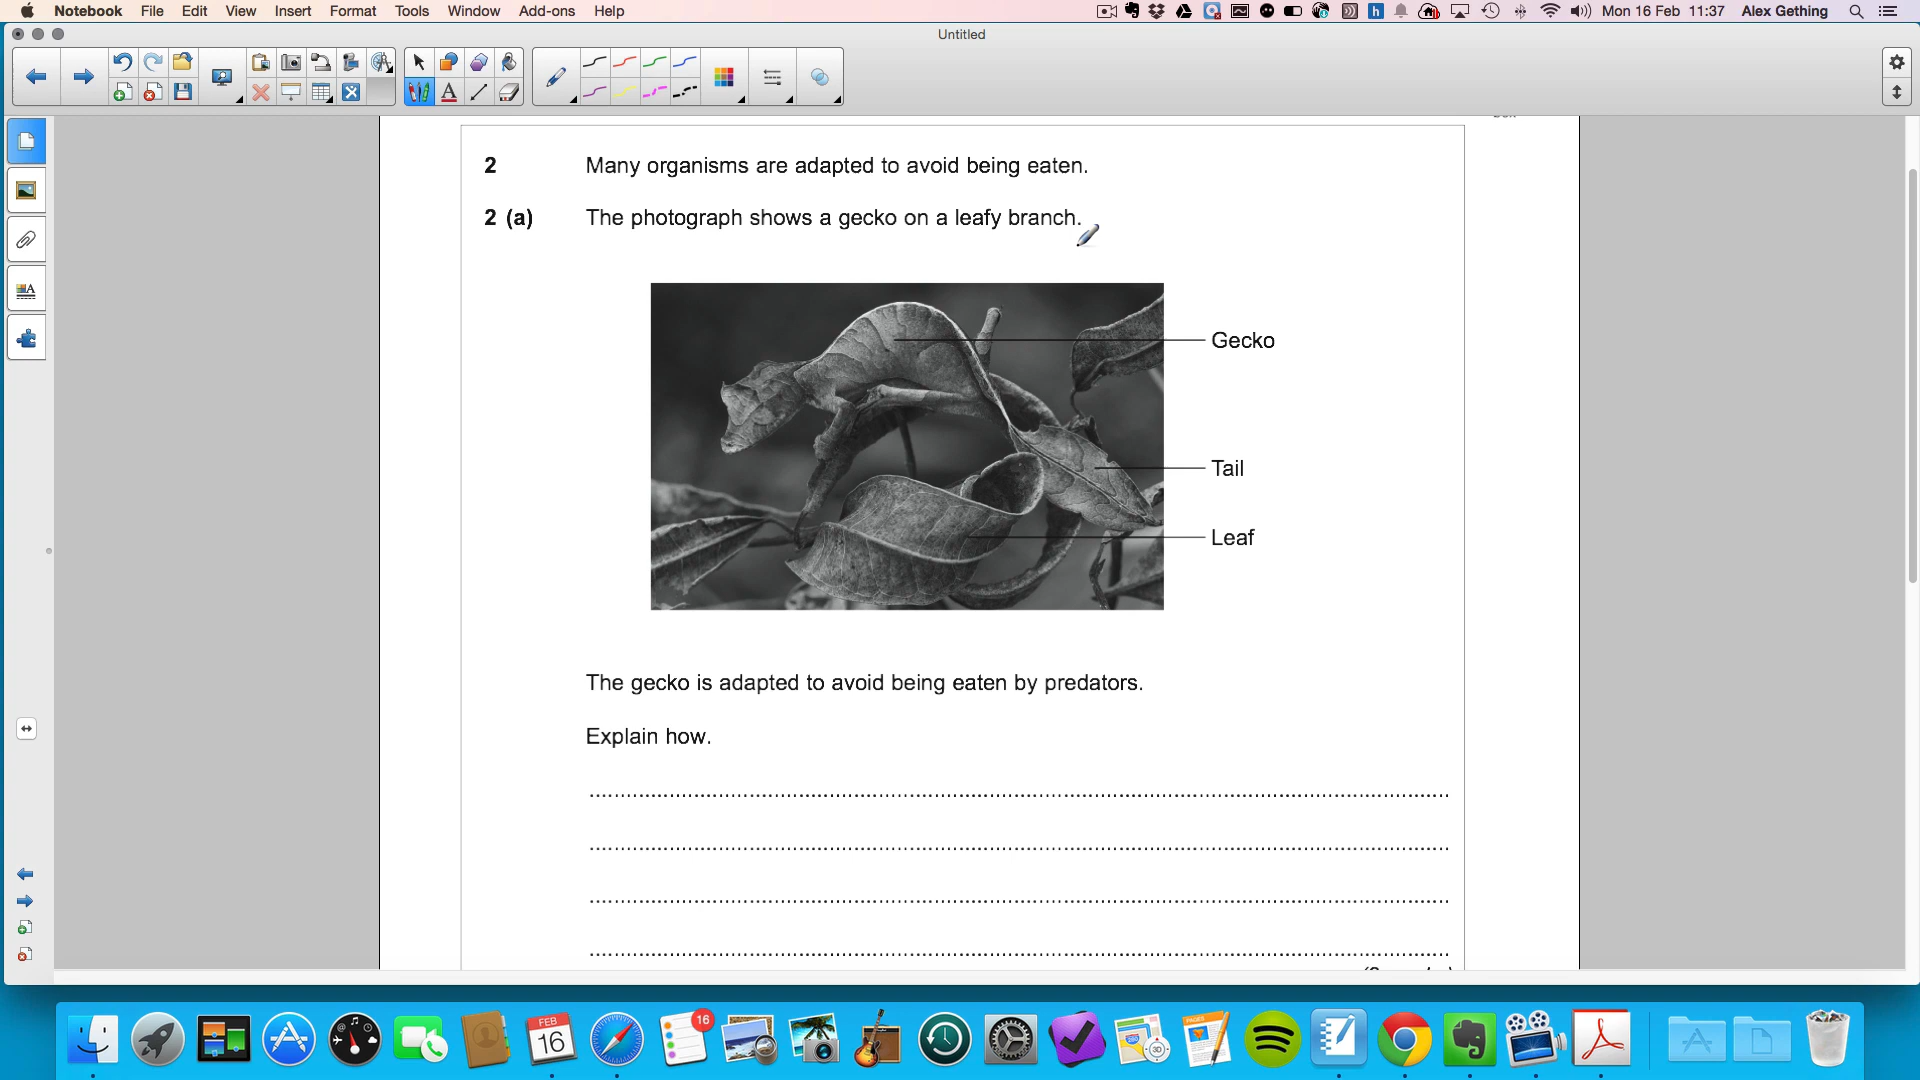 Notebook File Edit View Insert Format Tools Window Add-ons Help Mon 16 Feb 11:37 Alex Gething
Untitled
2 Many organisms are adapted to avoid being eaten.
2 (a) The photograph shows a gecko on a leafy branch.
Gecko
Tail
Leaf
The gecko is adapted to avoid being eaten by predators.
Explain how.
FEB
16
16